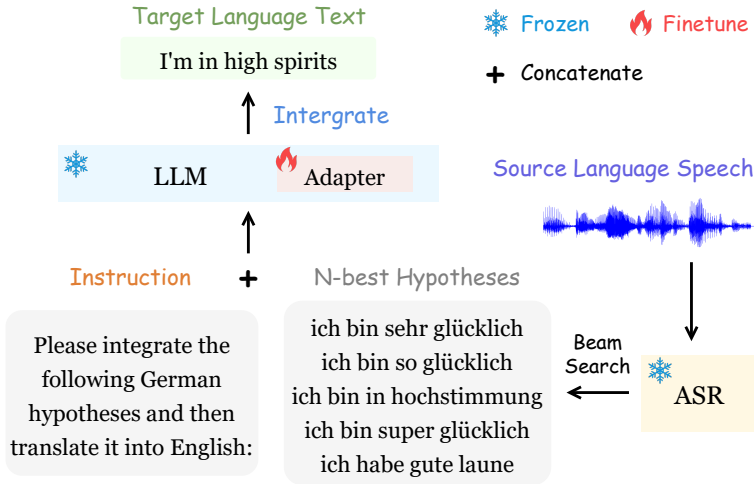 Target Language Text
I'm in high spirits
Frozen
Finetune
+ Concatenate
Intergrate
LLM
Adapter
Source Language Speech
Instruction + N-best Hypotheses
Please integrate the
following German
hypotheses and then
translate it into English:
ich bin sehr glücklich
ich bin so glücklich
ich bin in hochstimmung
ich bin super glücklich
ich habe gute laune
Beam
Search
ASR